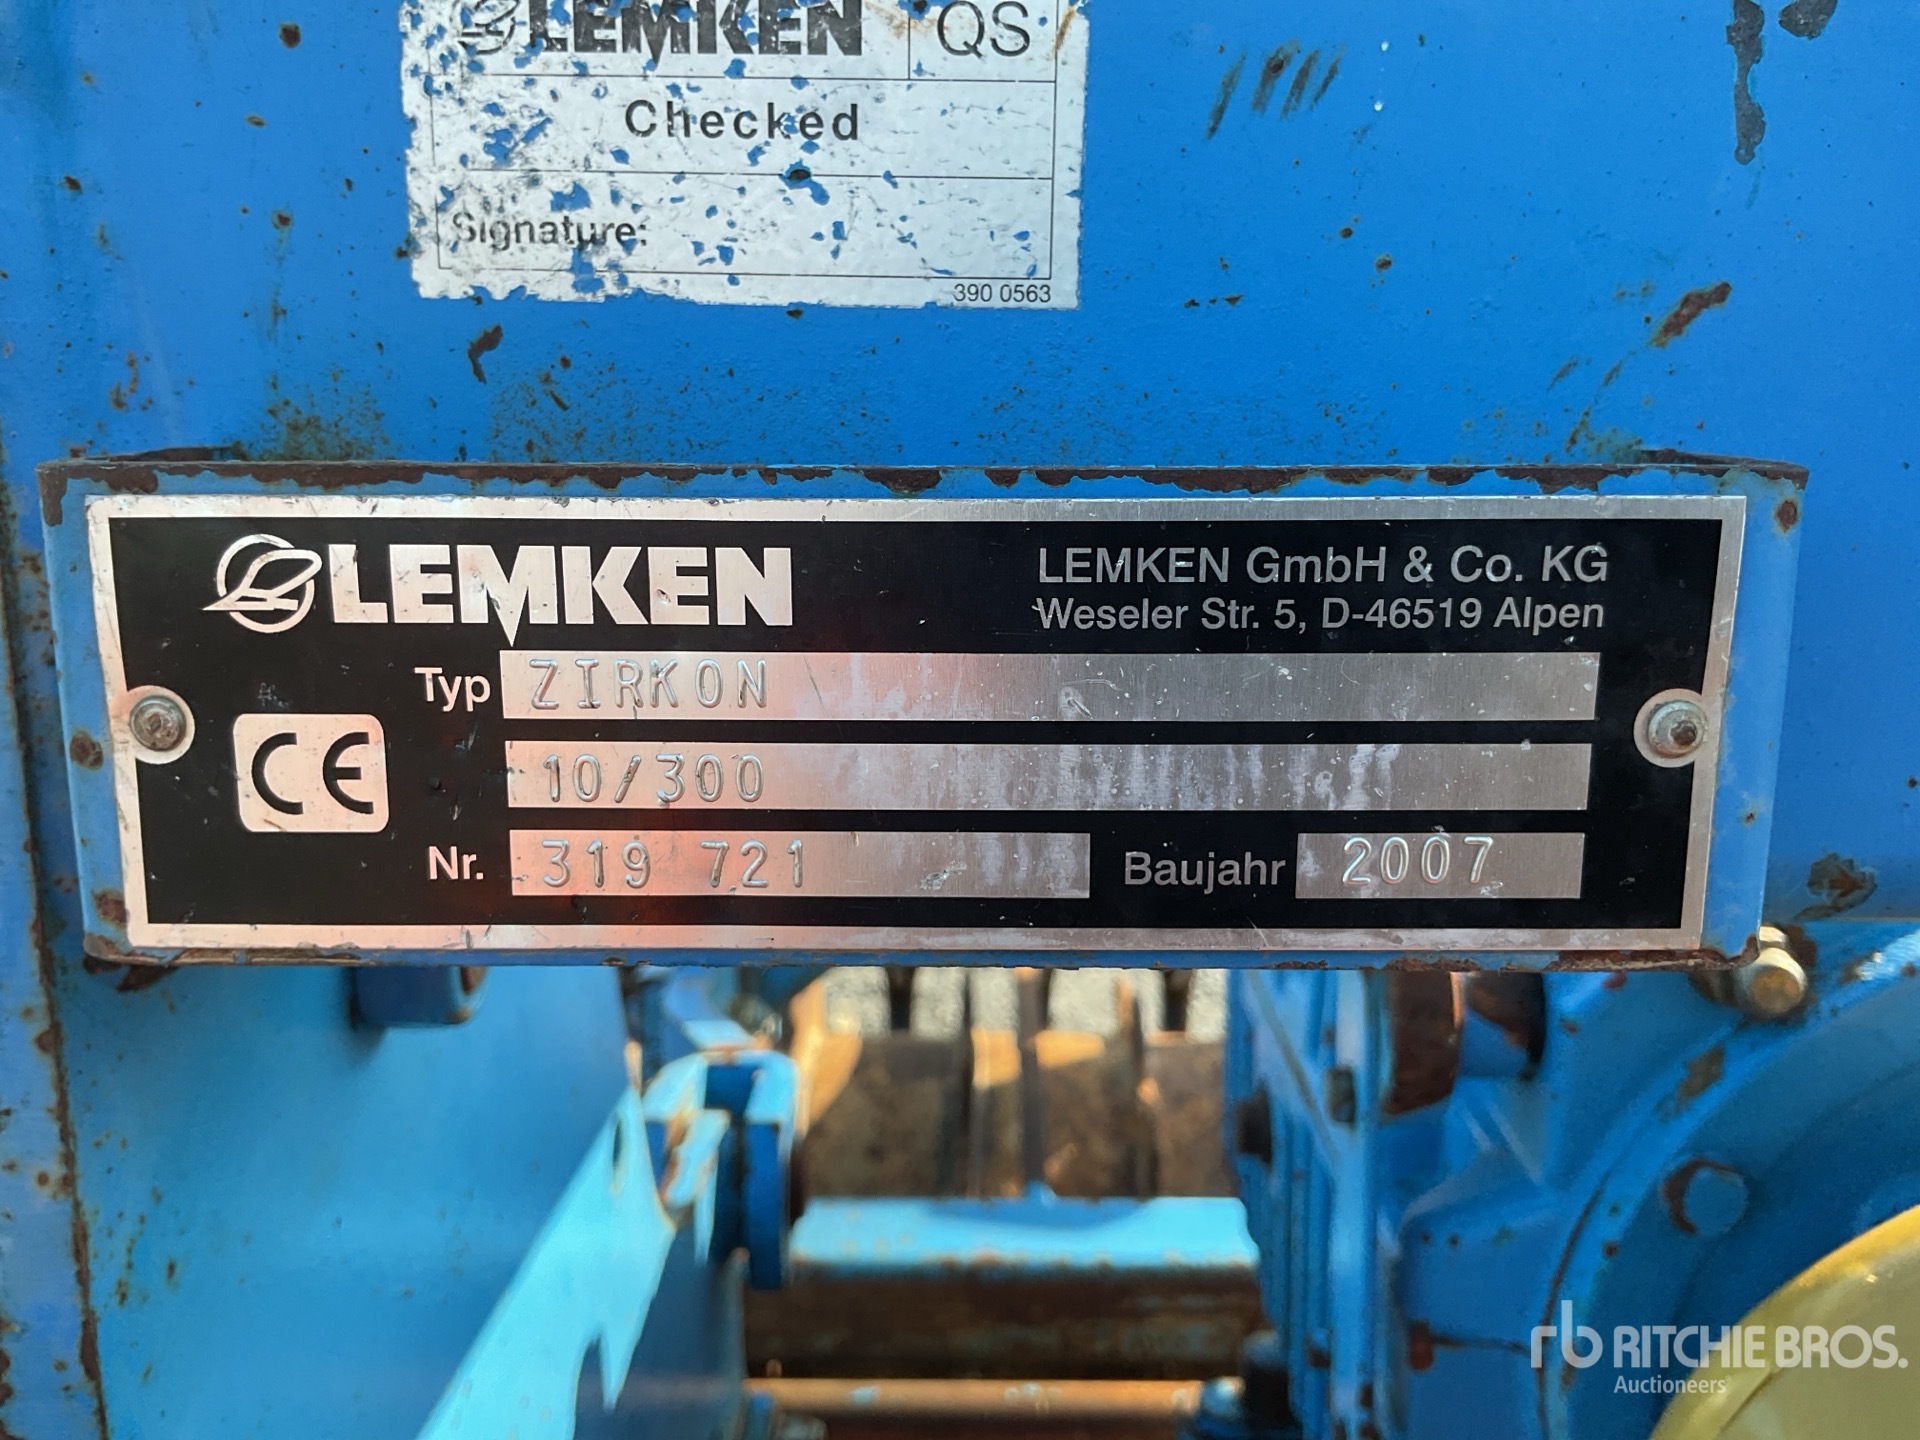 LEMKEN QS
Checked
Signature:
390 0563
LEMKEN
LEMKEN GmbH & Co. KG
Weseler Str. 5, D-46519 Alpen
Typ ZIRKON
CE
10/300
Nr. 319 721 Baujahr 2007
rb RITCHIE BROS.
Auctioneers